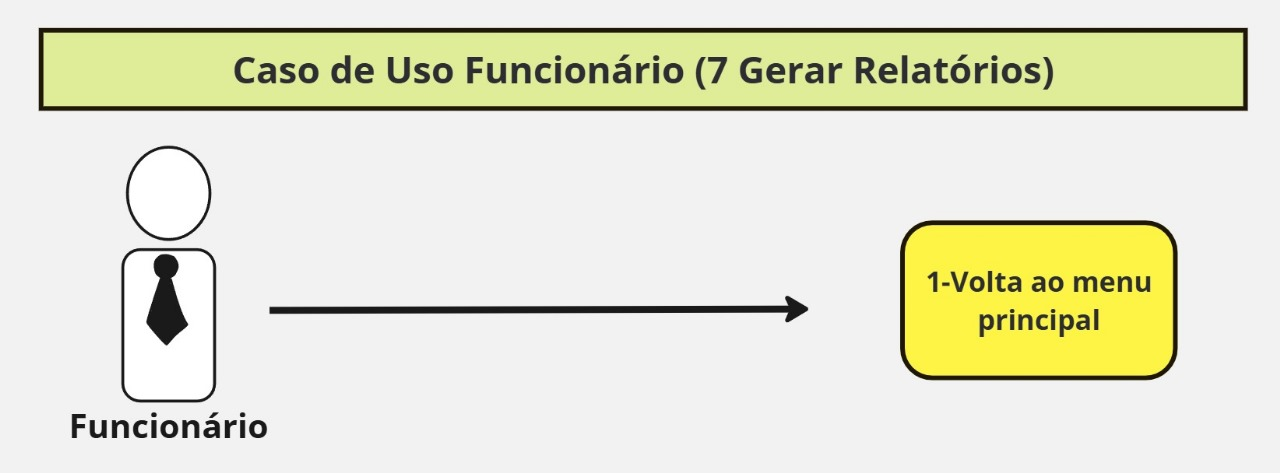 Caso de Uso Funcionário (7 Gerar Relatórios)
1-Volta ao menu
principal
Funcionário